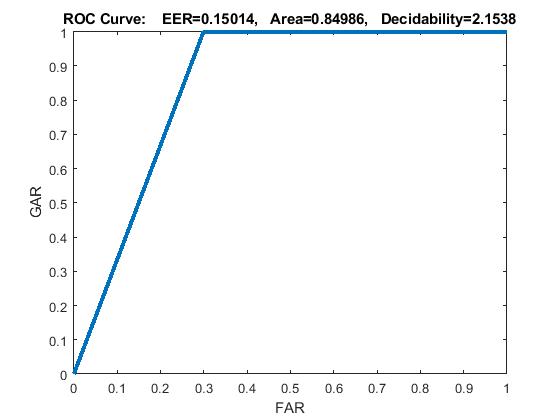 ROC Curve: EER=0.15014, Area=0.84986, Decidability=2.1538
1
0.9
0.8
0.7
0.6
0.5
0.4
0.3
0.2
0.1
0
GAR
0 0.1 0.2 0.3 0.4 0.5 0.6 0.7 0.8 0.9 1
FAR